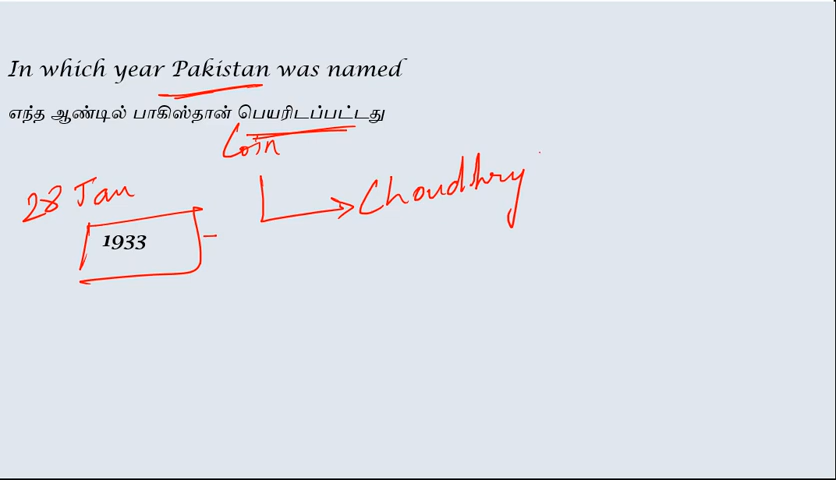 In which year Pakistan was named
எந்த ஆண்டில் பாகிஸ்தான் பெயரிடப்பட்டது
Coin
28 Jan
Choudhry
1933